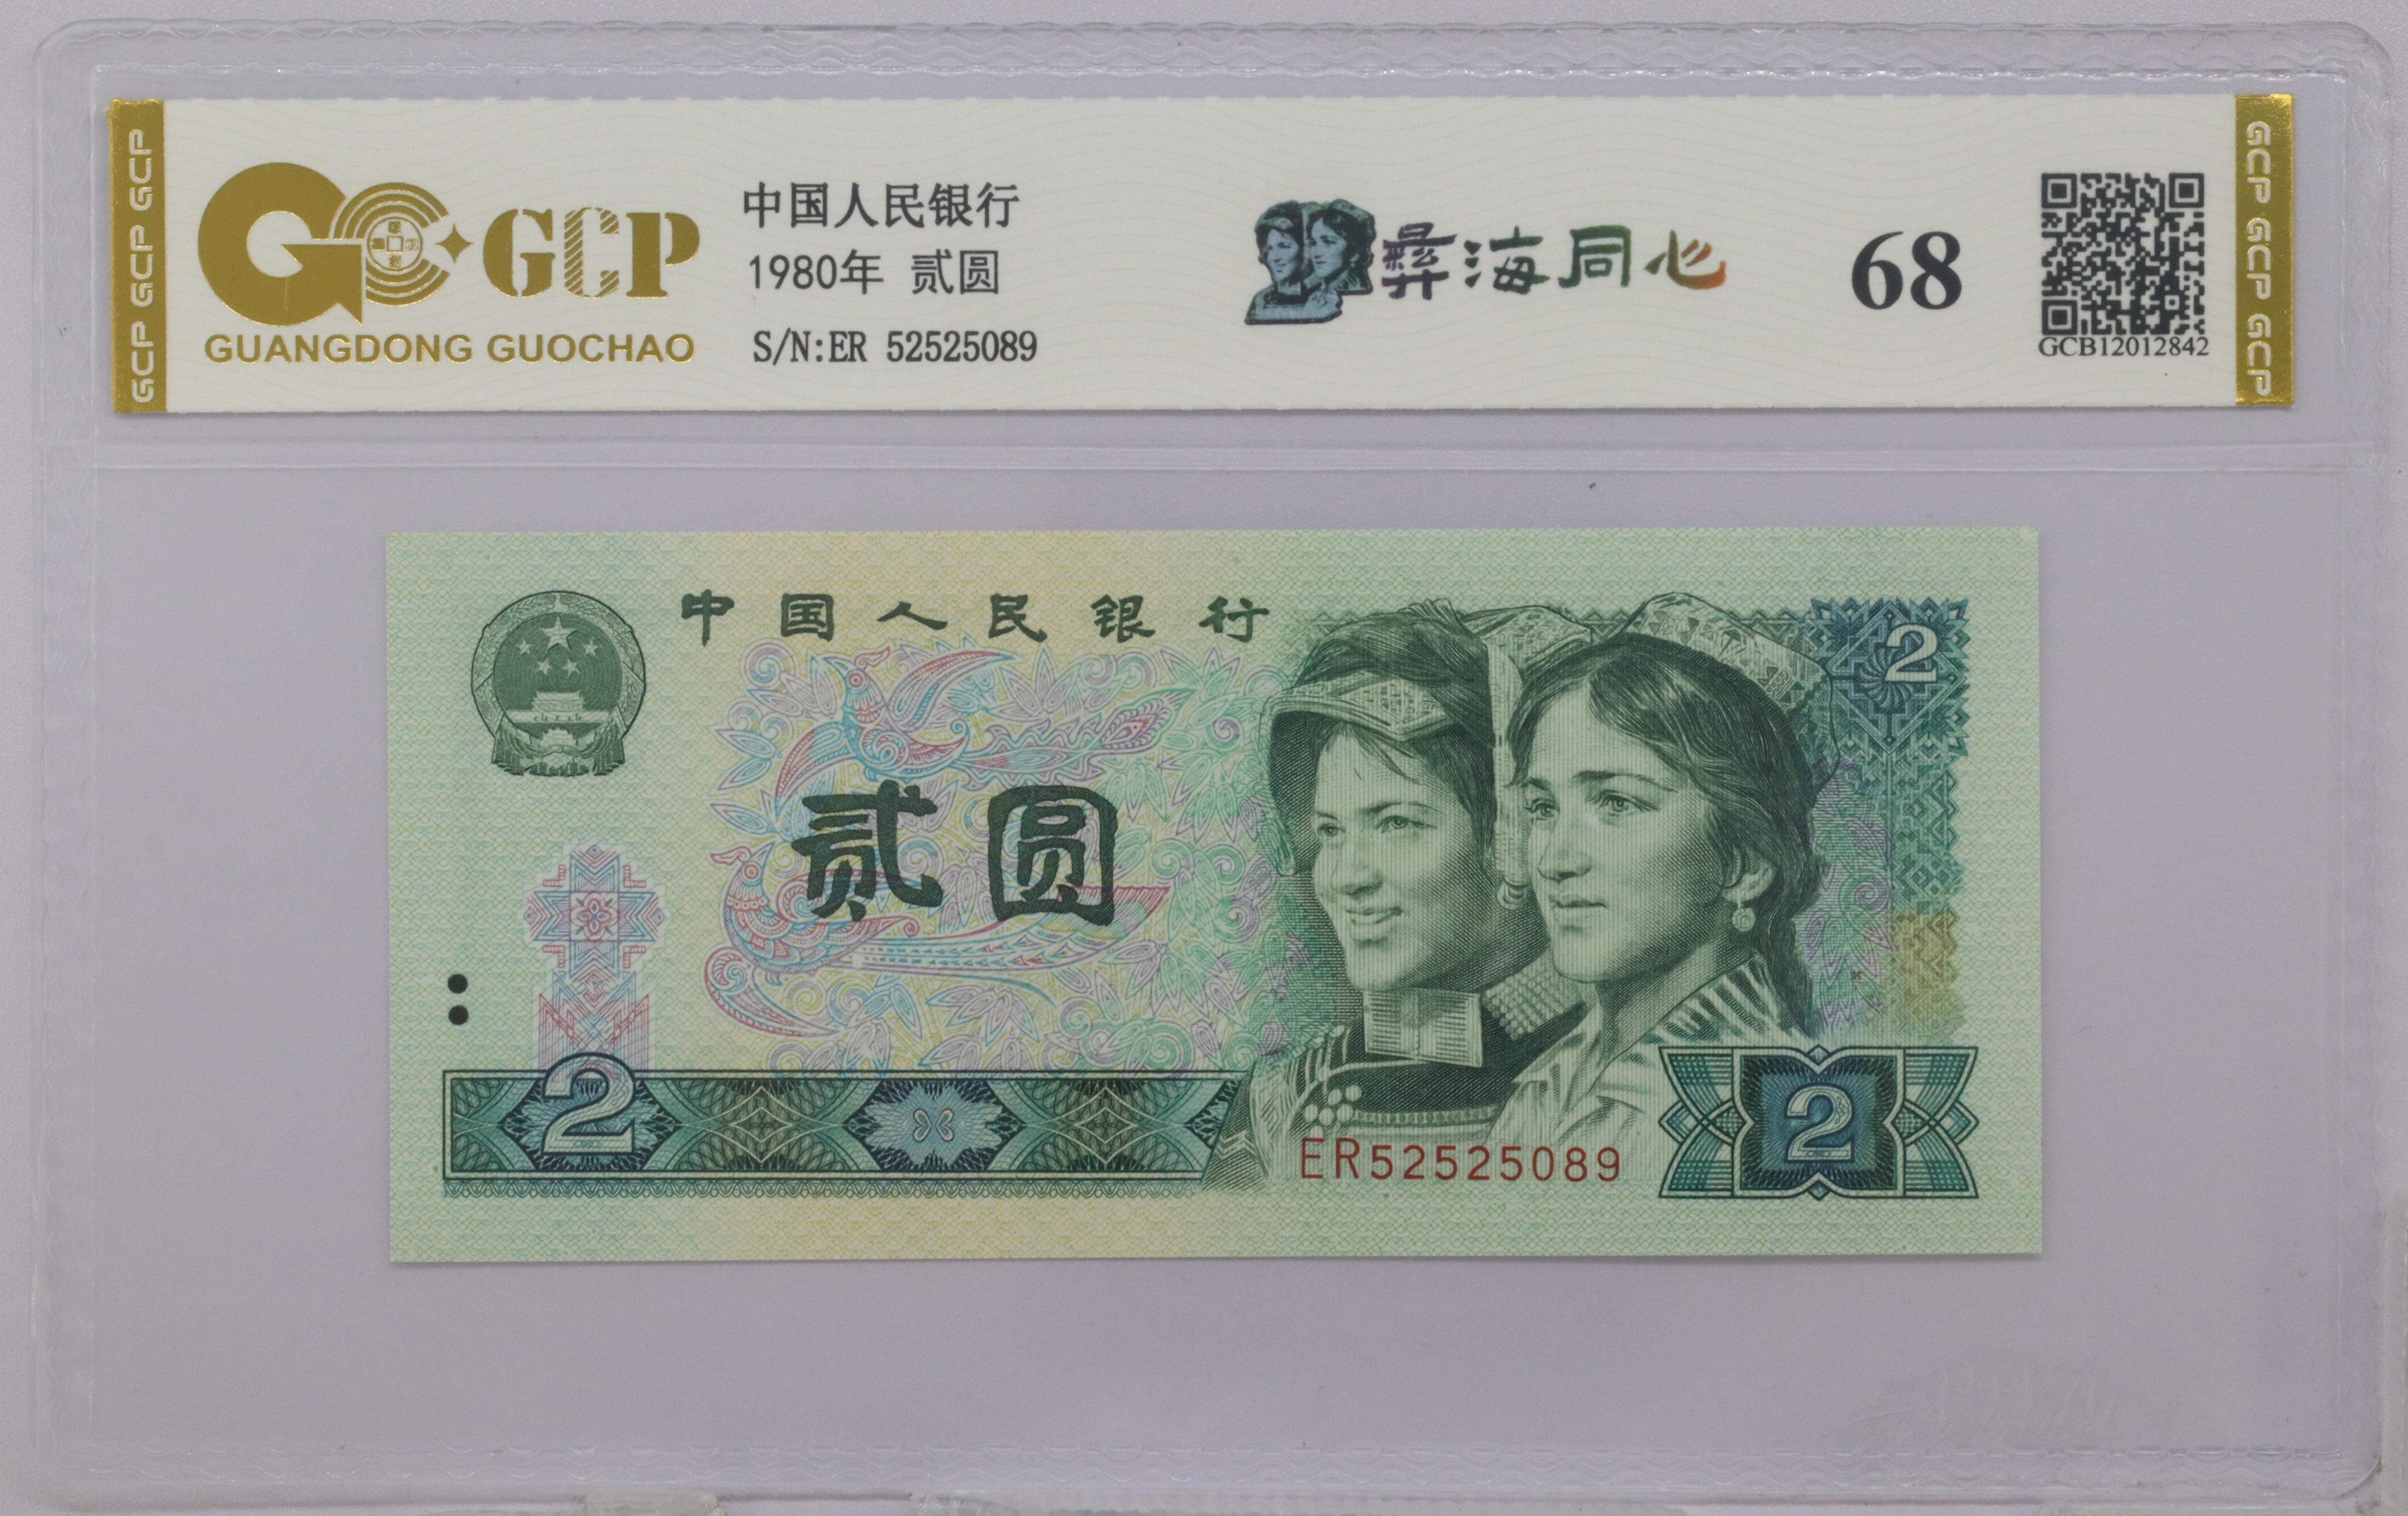 GCP GCP GCP
GCP
GUANGDONG GUOCHAO
中国人民银行
1980年 贰圆
S/N:ER 52525089
彝海同心
68
GCB12012842
GCP GCP GCP
中国人民银行
2
贰圆
2
ER52525089
2